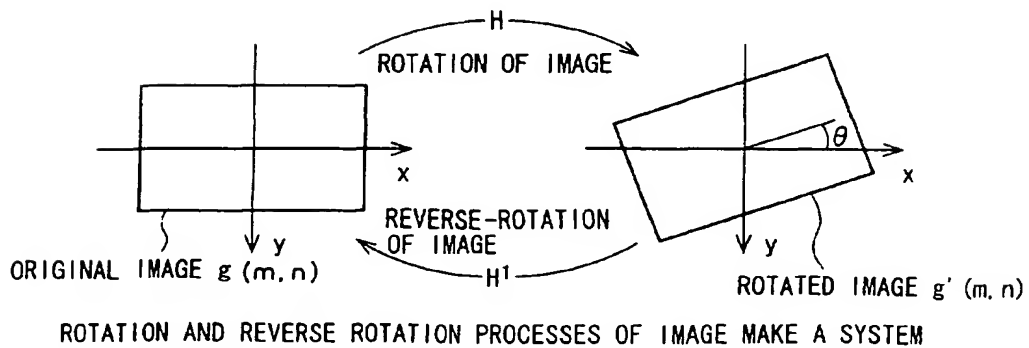 H
ROTATION OF IMAGE
θ
x
x
REVERSE-ROTATION
OF IMAGE
y
y
H¹
ORIGINAL IMAGE g (m, n)
ROTATED IMAGE g' (m, n)
ROTATION AND REVERSE ROTATION PROCESSES OF IMAGE MAKE A SYSTEM